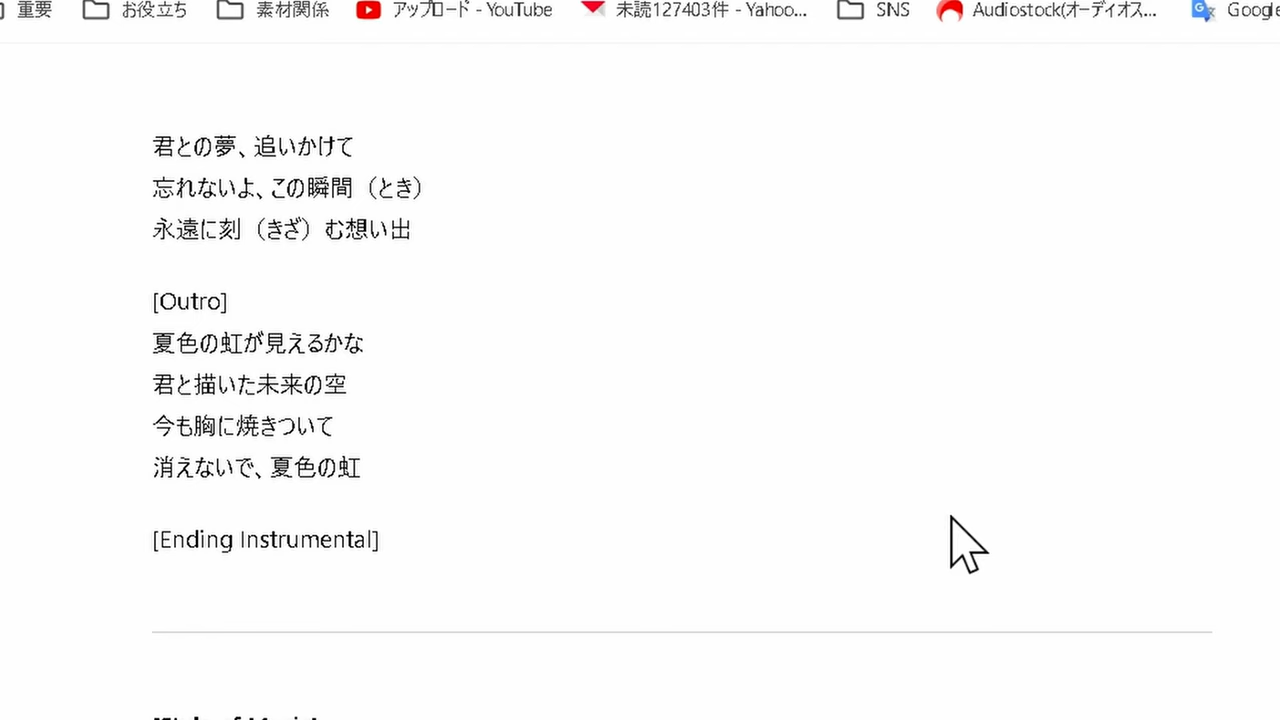 重要 お役立ち 素材関係 アップロード - YouTube 未読127403件 - Yahoo... SNS Audiostock(オーディオス... Google
君との夢、追いかけて
忘れないよ、この瞬間（とき）
永遠に刻（きざ）む想い出
[Outro]
夏色の虹が見えるかな
君と描いた未来の空
今も胸に焼きついて
消えないで、夏色の虹
[Ending Instrumental]